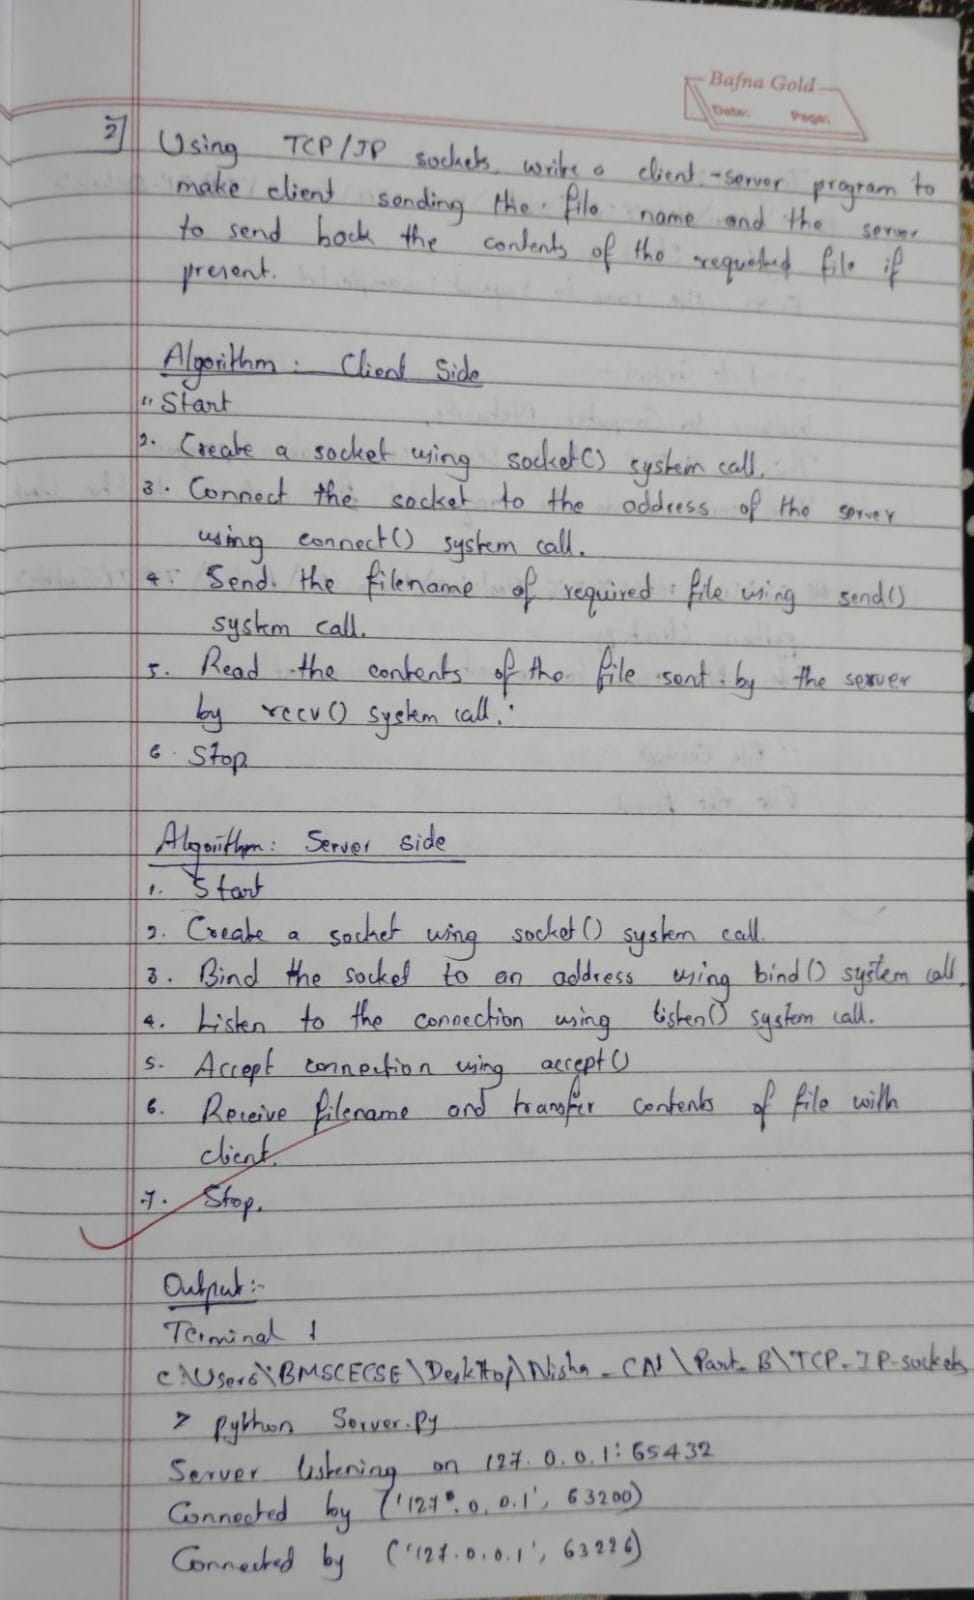 Bafna Gold
Date: Page:
2] Using TCP/IP sockets, write a client-server program to
make client sending the file name and the server
to send back the contents of the requested file if
present.
Algorithm: Client Side
1. Start
2. Create a socket using socket() system call.
3. Connect the socket to the address of the server
using connect() system call.
4. Send the filename of required file using send()
system call.
5. Read the contents of the file sent by the server
by recv() system call.
6. Stop
Algorithm: Server side
1. Start
2. Create a socket using socket() system call.
3. Bind the socket to an address using bind() system call.
4. Listen to the connection using listen() system call.
5. Accept connection using accept()
6. Receive filename and transfer contents of file with
client.
7. Stop.
Output:-
Terminal 1
C:\Users\BMSCECSE\Desktop\Nisha_CN\Part_B\TCP-IP-sockets
> python Server.py
Server listening on 127.0.0.1:65432
Connected by ('127.0.0.1', 63200)
Connected by ('127.0.0.1', 63226)